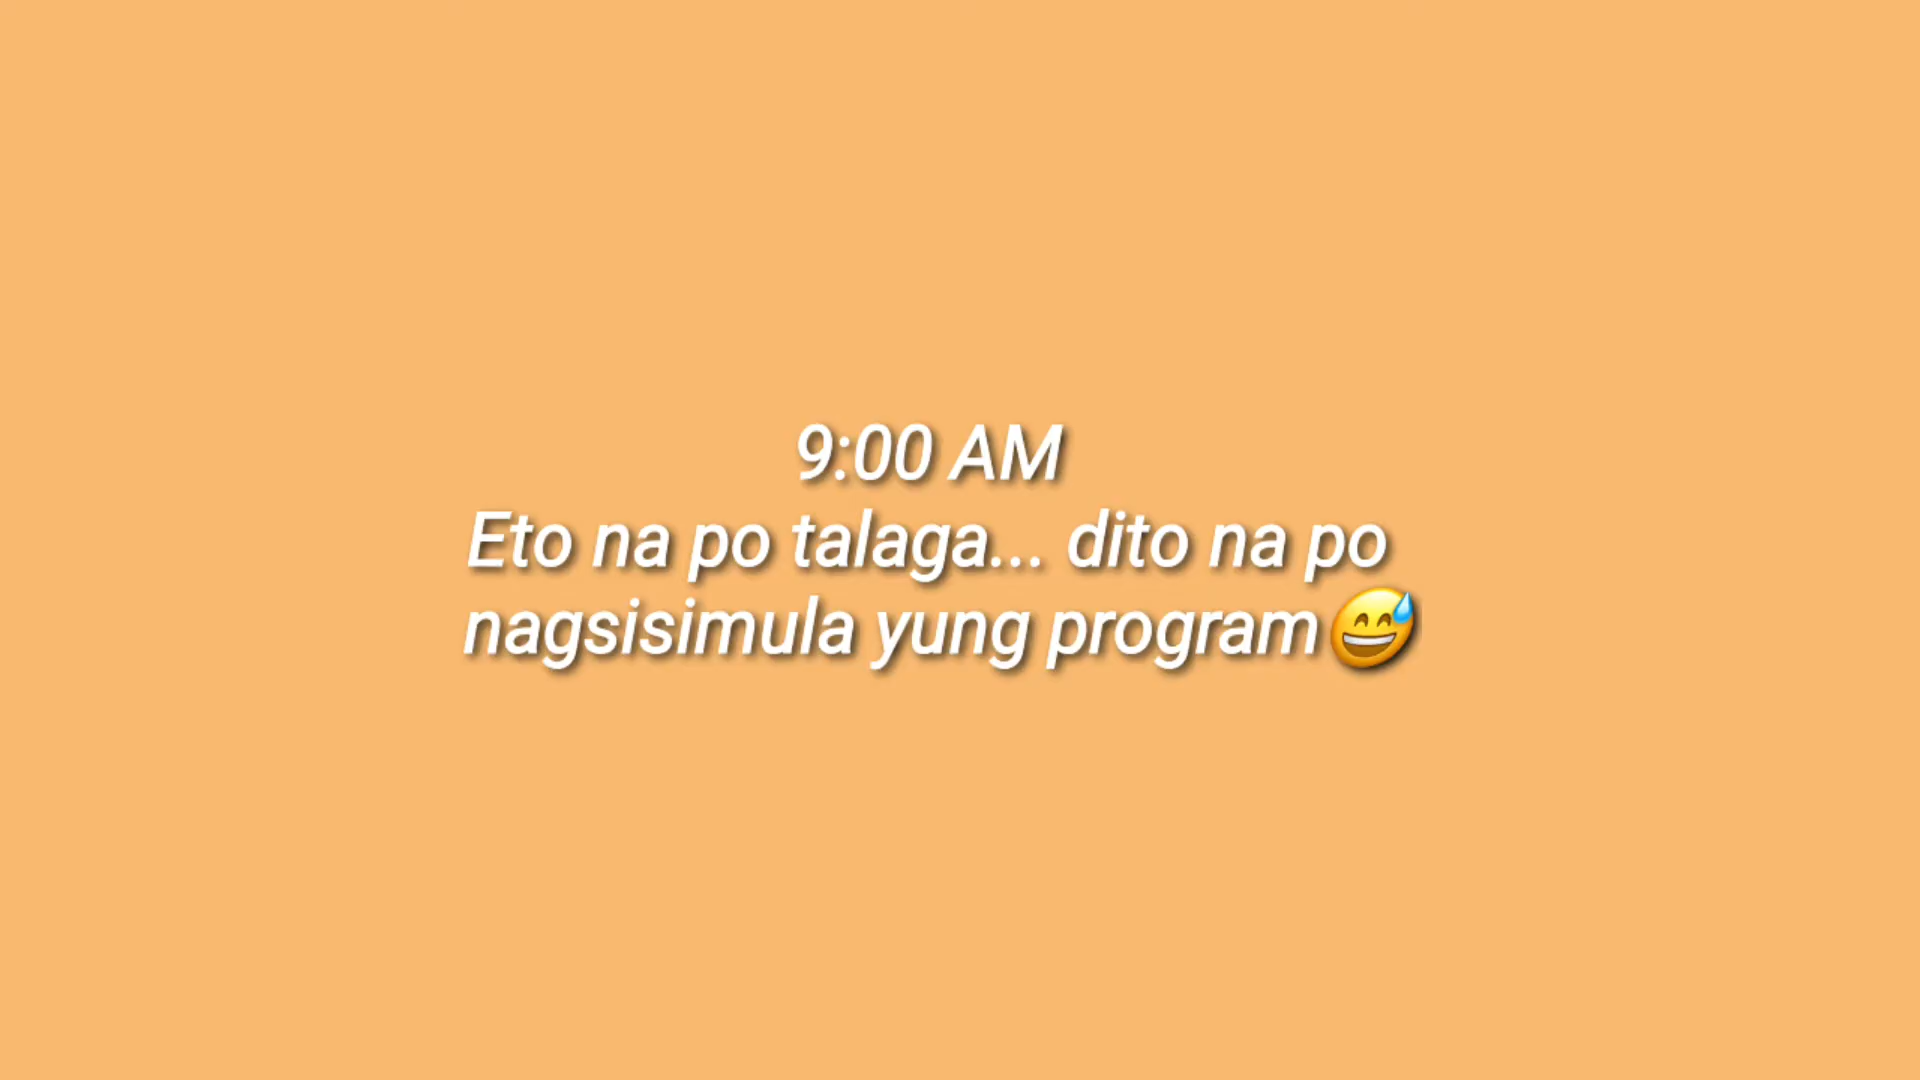 9:00 AM
Eto na po talaga... dito na po
nagsisimula yung program😅